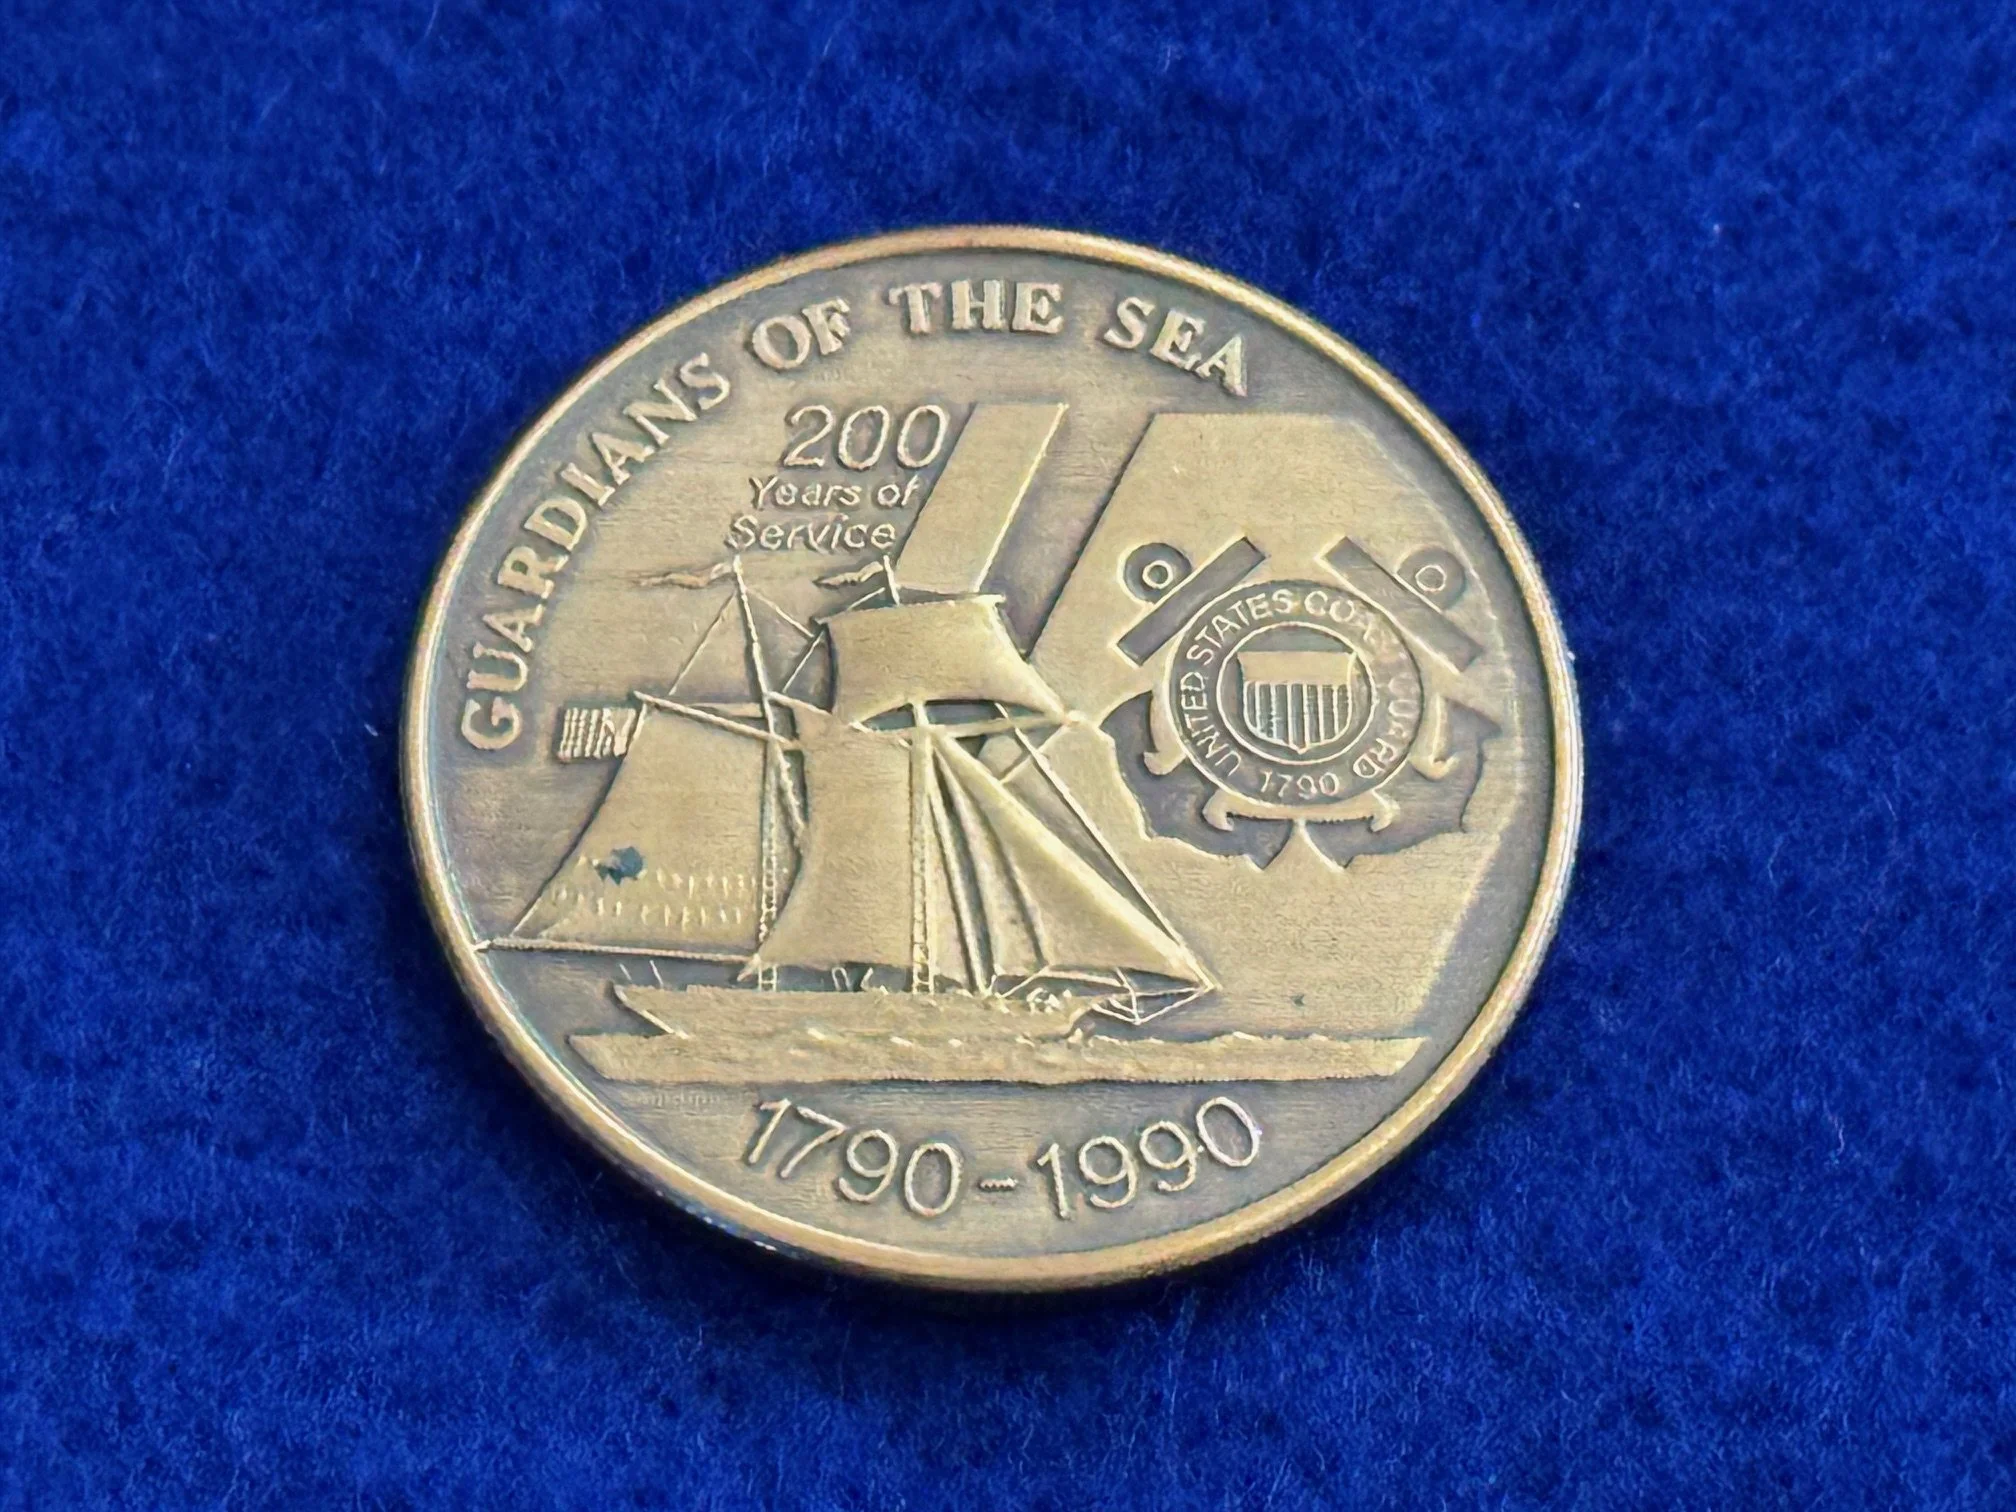 GUARDIANS OF THE SEA
200
Years of
Service
UNITED STATES COAST GUARD
1790
1790-1990